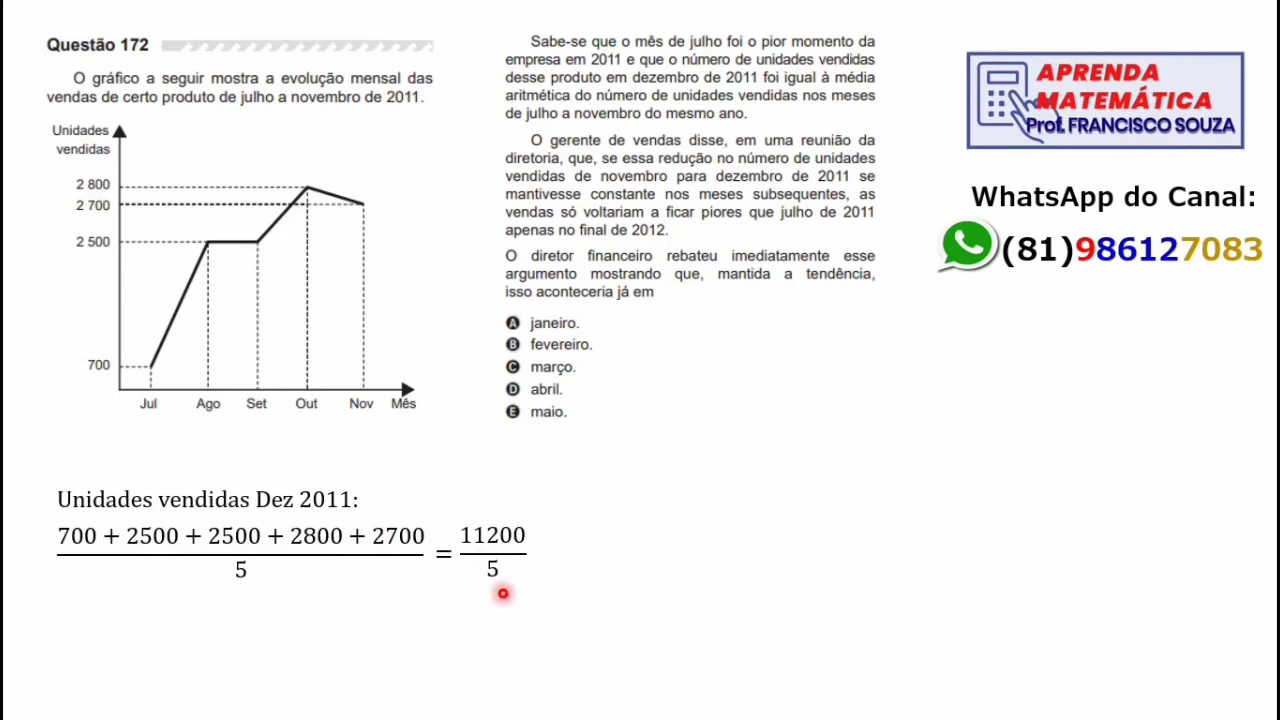 Questão 172
O gráfico a seguir mostra a evolução mensal das
vendas de certo produto de julho a novembro de 2011.
Unidades
vendidas
2 800
2 700
2 500
700
Jul Ago Set Out Nov Mês
Sabe-se que o mês de julho foi o pior momento da
empresa em 2011 e que o número de unidades vendidas
desse produto em dezembro de 2011 foi igual à média
aritmética do número de unidades vendidas nos meses
de julho a novembro do mesmo ano.
O gerente de vendas disse, em uma reunião da
diretoria, que, se essa redução no número de unidades
vendidas de novembro para dezembro de 2011 se
mantivesse constante nos meses subsequentes, as
vendas só voltariam a ficar piores que julho de 2011
apenas no final de 2012.
O diretor financeiro rebateu imediatamente esse
argumento mostrando que, mantida a tendência,
isso aconteceria já em
A janeiro.
B fevereiro.
C março.
D abril.
E maio.
APRENDA
MATEMÁTICA
Prof. FRANCISCO SOUZA
WhatsApp do Canal:
(81)986127083
Unidades vendidas Dez 2011:
700 + 2500 + 2500 + 2800 + 2700
5
=
11200
5